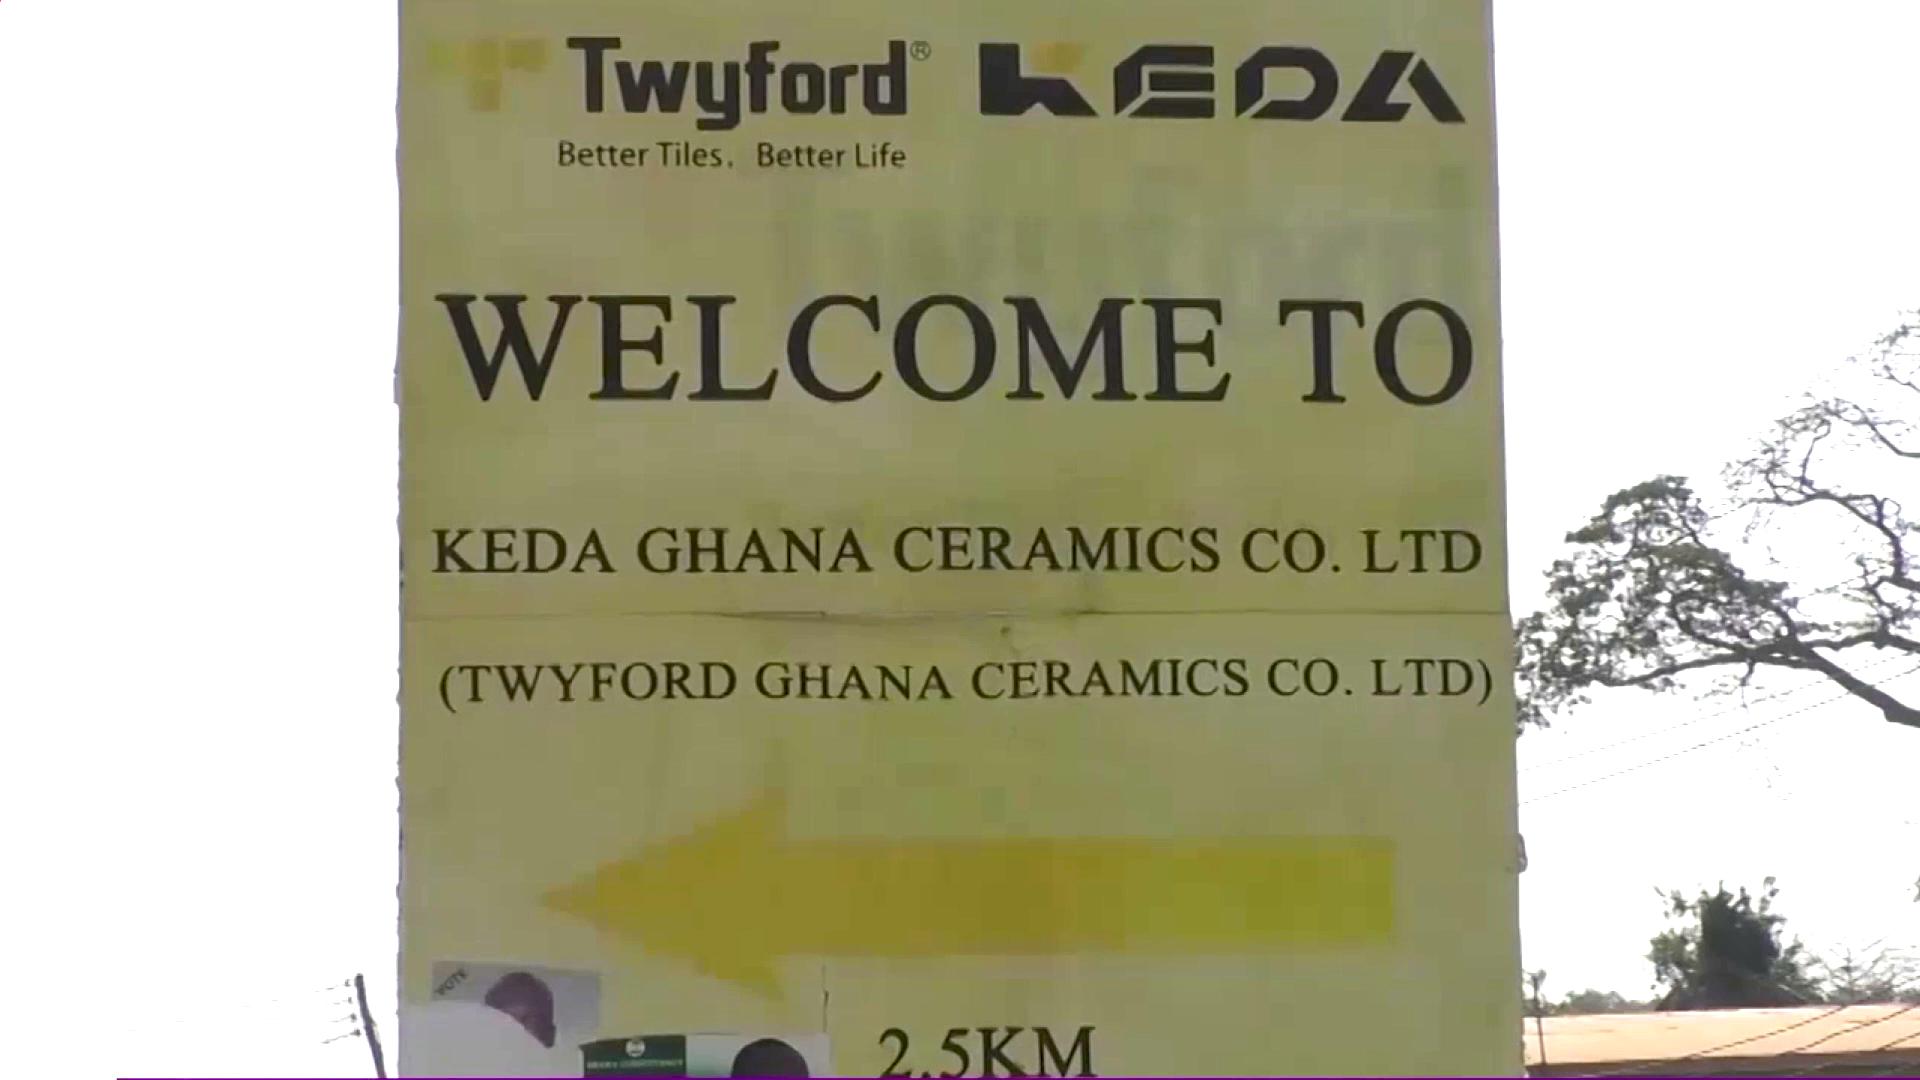 Twyford® KEDA
Better Tiles. Better Life
WELCOME TO
KEDA GHANA CERAMICS CO. LTD
(TWYFORD GHANA CERAMICS CO. LTD)
VOTE
2.5KM